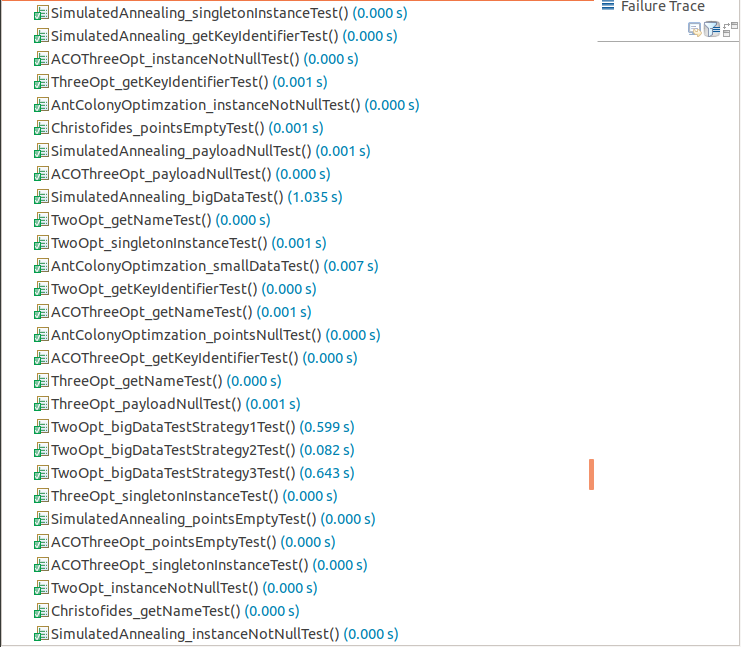 SimulatedAnnealing_singletonInstanceTest() (0.000 s)
Failure Trace
SimulatedAnnealing_getKeyIdentifierTest() (0.000 s)
ACOThreeOpt_instanceNotNullTest() (0.000 s)
ThreeOpt_getKeyIdentifierTest() (0.001 s)
AntColonyOptimzation_instanceNotNullTest() (0.000 s)
Christofides_pointsEmptyTest() (0.001 s)
SimulatedAnnealing_payloadNullTest() (0.001 s)
ACOThreeOpt_payloadNullTest() (0.000 s)
SimulatedAnnealing_bigDataTest() (1.035 s)
TwoOpt_getNameTest() (0.000 s)
TwoOpt_singletonInstanceTest() (0.001 s)
AntColonyOptimzation_smallDataTest() (0.007 s)
TwoOpt_getKeyIdentifierTest() (0.000 s)
ACOThreeOpt_getNameTest() (0.001 s)
AntColonyOptimzation_pointsNullTest() (0.000 s)
ACOThreeOpt_getKeyIdentifierTest() (0.000 s)
ThreeOpt_getNameTest() (0.000 s)
ThreeOpt_payloadNullTest() (0.001 s)
TwoOpt_bigDataTestStrategy1Test() (0.599 s)
TwoOpt_bigDataTestStrategy2Test() (0.082 s)
TwoOpt_bigDataTestStrategy3Test() (0.643 s)
ThreeOpt_singletonInstanceTest() (0.000 s)
SimulatedAnnealing_pointsEmptyTest() (0.000 s)
ACOThreeOpt_pointsEmptyTest() (0.000 s)
ACOThreeOpt_singletonInstanceTest() (0.000 s)
TwoOpt_instanceNotNullTest() (0.000 s)
Christofides_getNameTest() (0.000 s)
SimulatedAnnealing_instanceNotNullTest() (0.000 s)